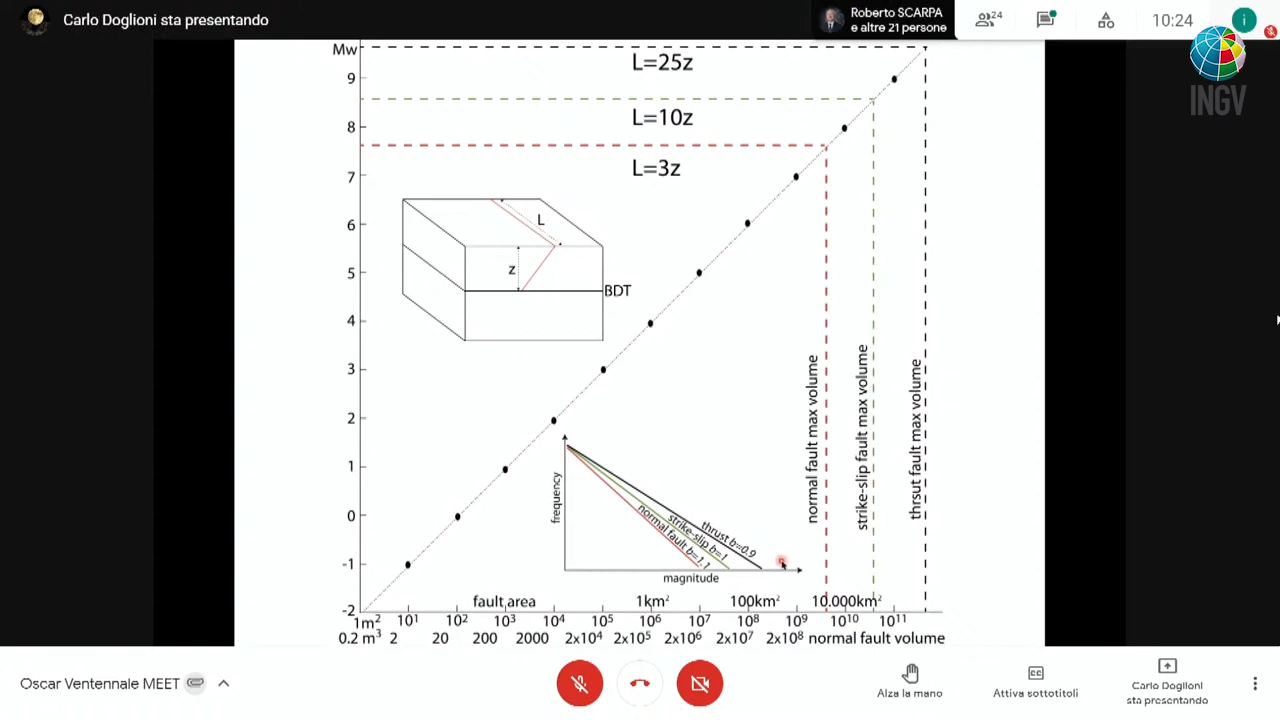 Carlo Doglioni sta presentando
Roberto SCARPA
e altre 21 persone
24
10:24
i
INGV
Mw
L=25z
9
L=10z
8
L=3z
7
6
L
5
z
BDT
4
3
2
1
0
-1
-2
normal fault max volume
strike-slip fault max volume
thrsut fault max volume
frequency
thrust b=0.9
strike-slip b=1
normal fault b=1.1
magnitude
fault area 1km² 100km² 10.000km²
1m² 10¹ 10² 10³ 10⁴ 10⁵ 10⁶ 10⁷ 10⁸ 10⁹ 10¹⁰ 10¹¹
0.2 m³ 2 20 200 2000 2x10⁴ 2x10⁵ 2x10⁶ 2x10⁷ 2x10⁸ normal fault volume
Oscar Ventennale MEET
Alza la mano
Attiva sottotitoli
Carlo Doglioni
sta presentando